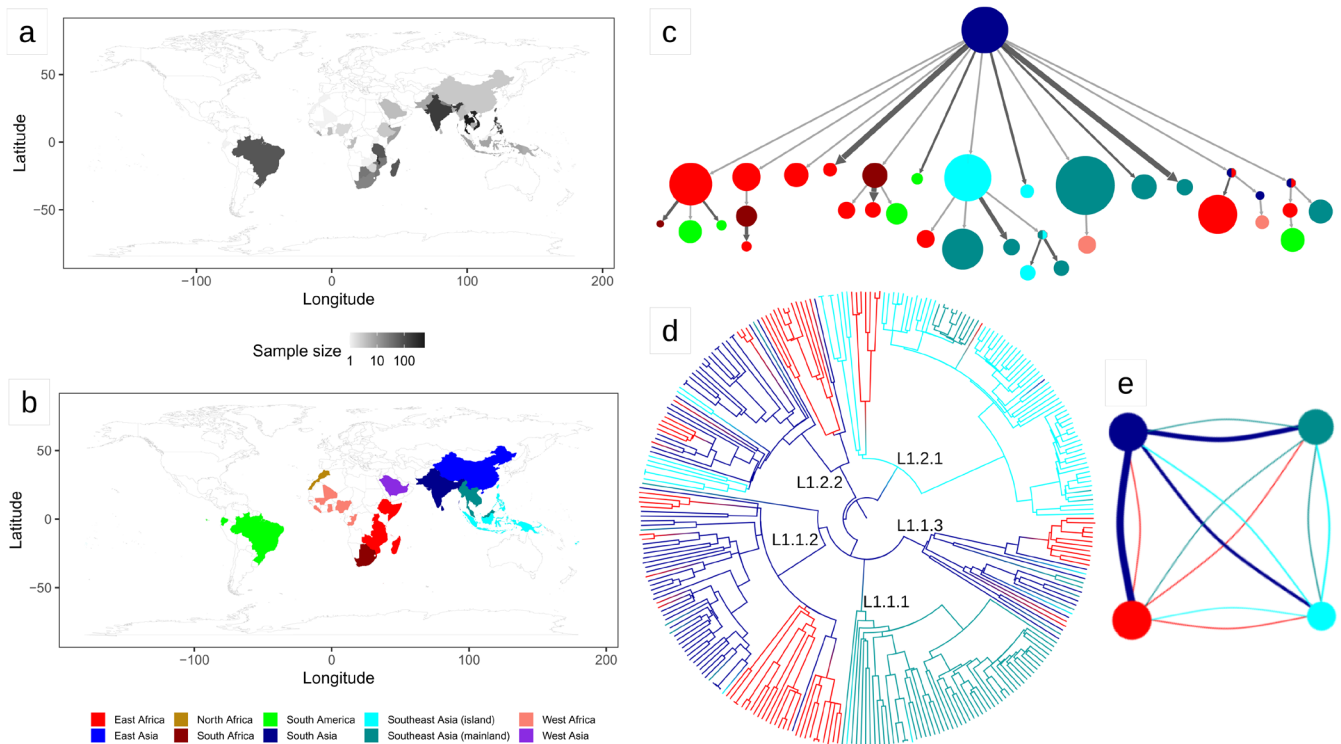 a
50
0
−50
Latitude
−100
0
100
200
Longitude
Sample size
1
10
100
b
50
0
−50
Latitude
−100
0
100
200
Longitude
East Africa
North Africa
South America
Southeast Asia (island)
West Africa
East Asia
South Africa
South Asia
Southeast Asia (mainland)
West Asia
c
d
L1.2.1
L1.2.2
L1.1.3
L1.1.2
L1.1.1
e